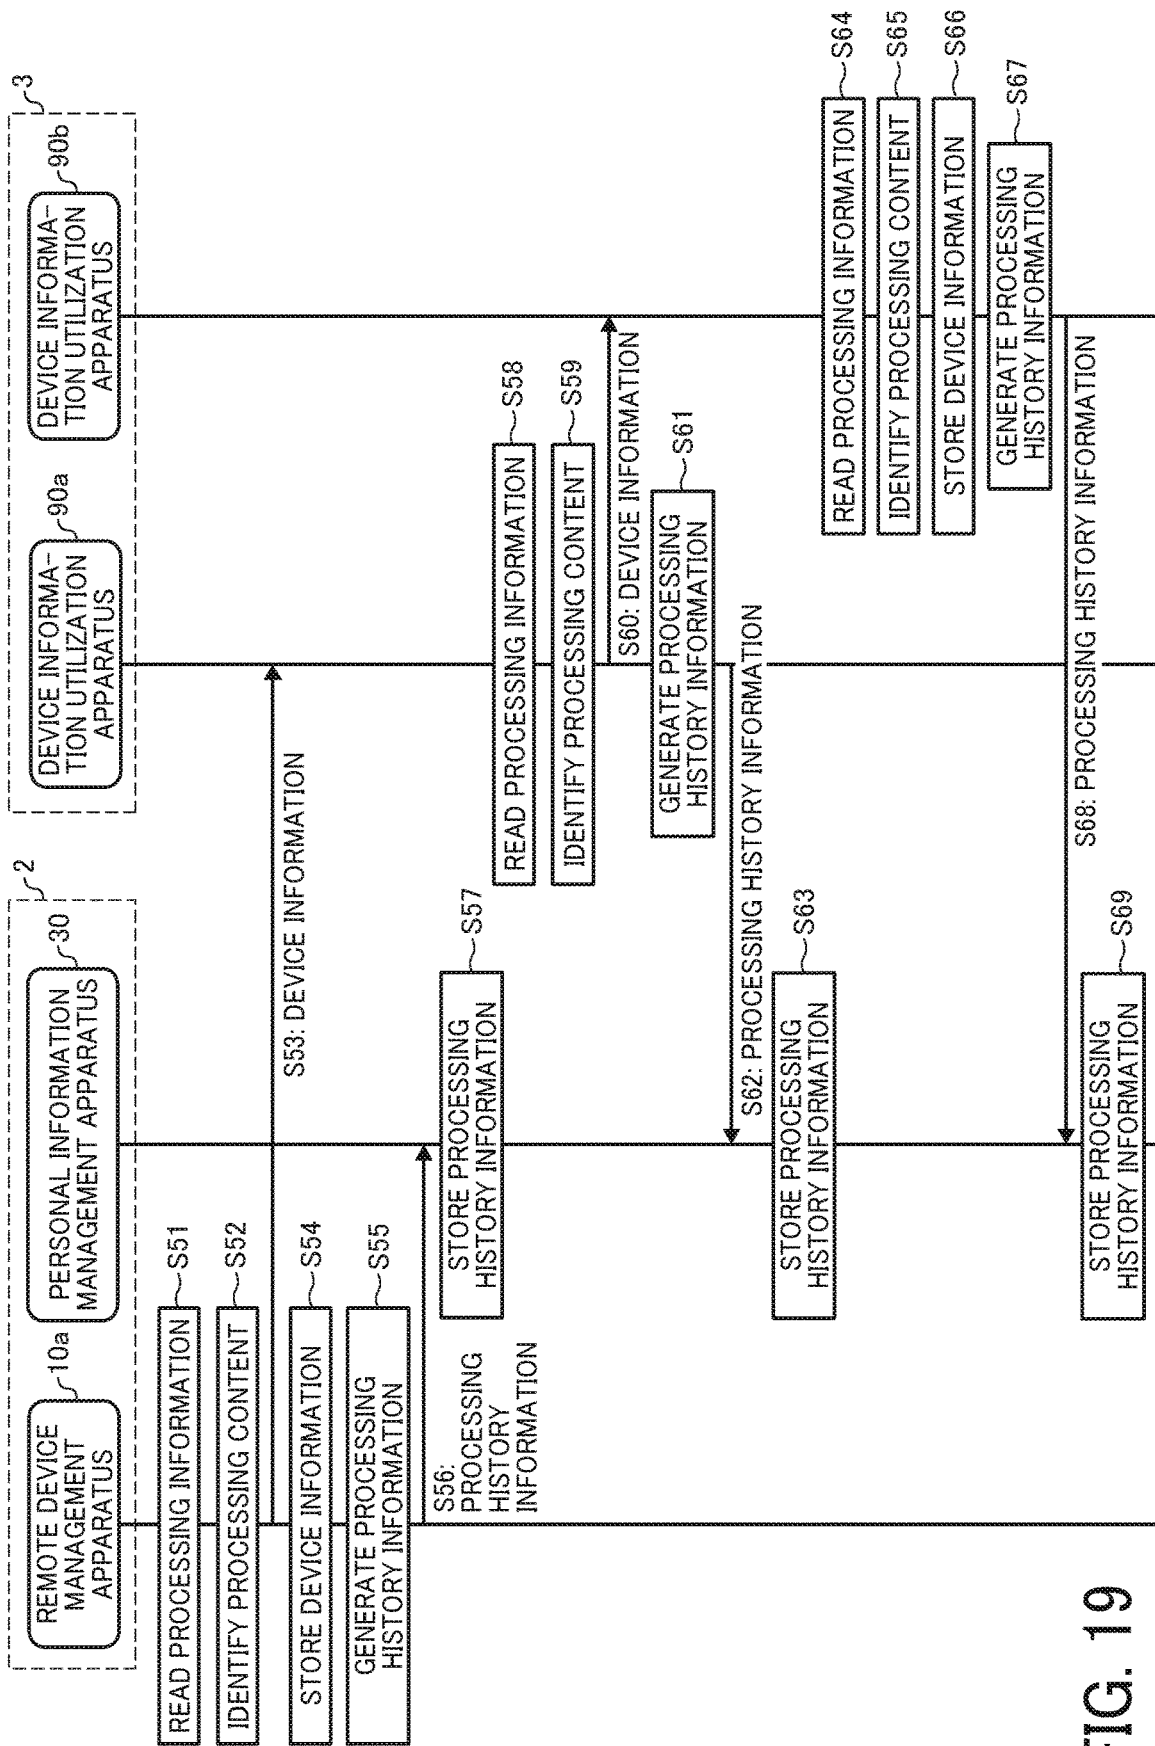 2
3
REMOTE DEVICE
MANAGEMENT
APPARATUS
10a
PERSONAL INFORMATION
MANAGEMENT APPARATUS
30
DEVICE INFORMA-
TION UTILIZATION
APPARATUS
90a
DEVICE INFORMA-
TION UTILIZATION
APPARATUS
90b
READ PROCESSING INFORMATION
S51
IDENTIFY PROCESSING CONTENT
S52
S53: DEVICE INFORMATION
STORE DEVICE INFORMATION
S54
GENERATE PROCESSING
HISTORY INFORMATION
S55
S56:
PROCESSING
HISTORY
INFORMATION
STORE PROCESSING
HISTORY INFORMATION
S57
READ PROCESSING INFORMATION
S58
IDENTIFY PROCESSING CONTENT
S59
S60: DEVICE INFORMATION
GENERATE PROCESSING
HISTORY INFORMATION
S61
S62: PROCESSING HISTORY INFORMATION
STORE PROCESSING
HISTORY INFORMATION
S63
READ PROCESSING INFORMATION
S64
IDENTIFY PROCESSING CONTENT
S65
STORE DEVICE INFORMATION
S66
GENERATE PROCESSING
HISTORY INFORMATION
S67
S68: PROCESSING HISTORY INFORMATION
STORE PROCESSING
HISTORY INFORMATION
S69
FIG. 19